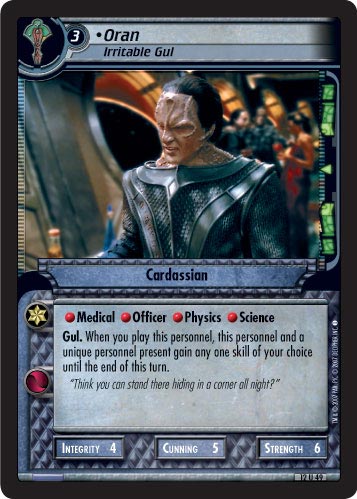 3
•Oran
Irritable Gul
Cardassian
Medical Officer Physics Science
Gul. When you play this personnel, this personnel and a
unique personnel present gain any one skill of your choice
until the end of this turn.
"Think you can stand there hiding in a corner all night?"
INTEGRITY 4 CUNNING 5 STRENGTH 6
12 U 49